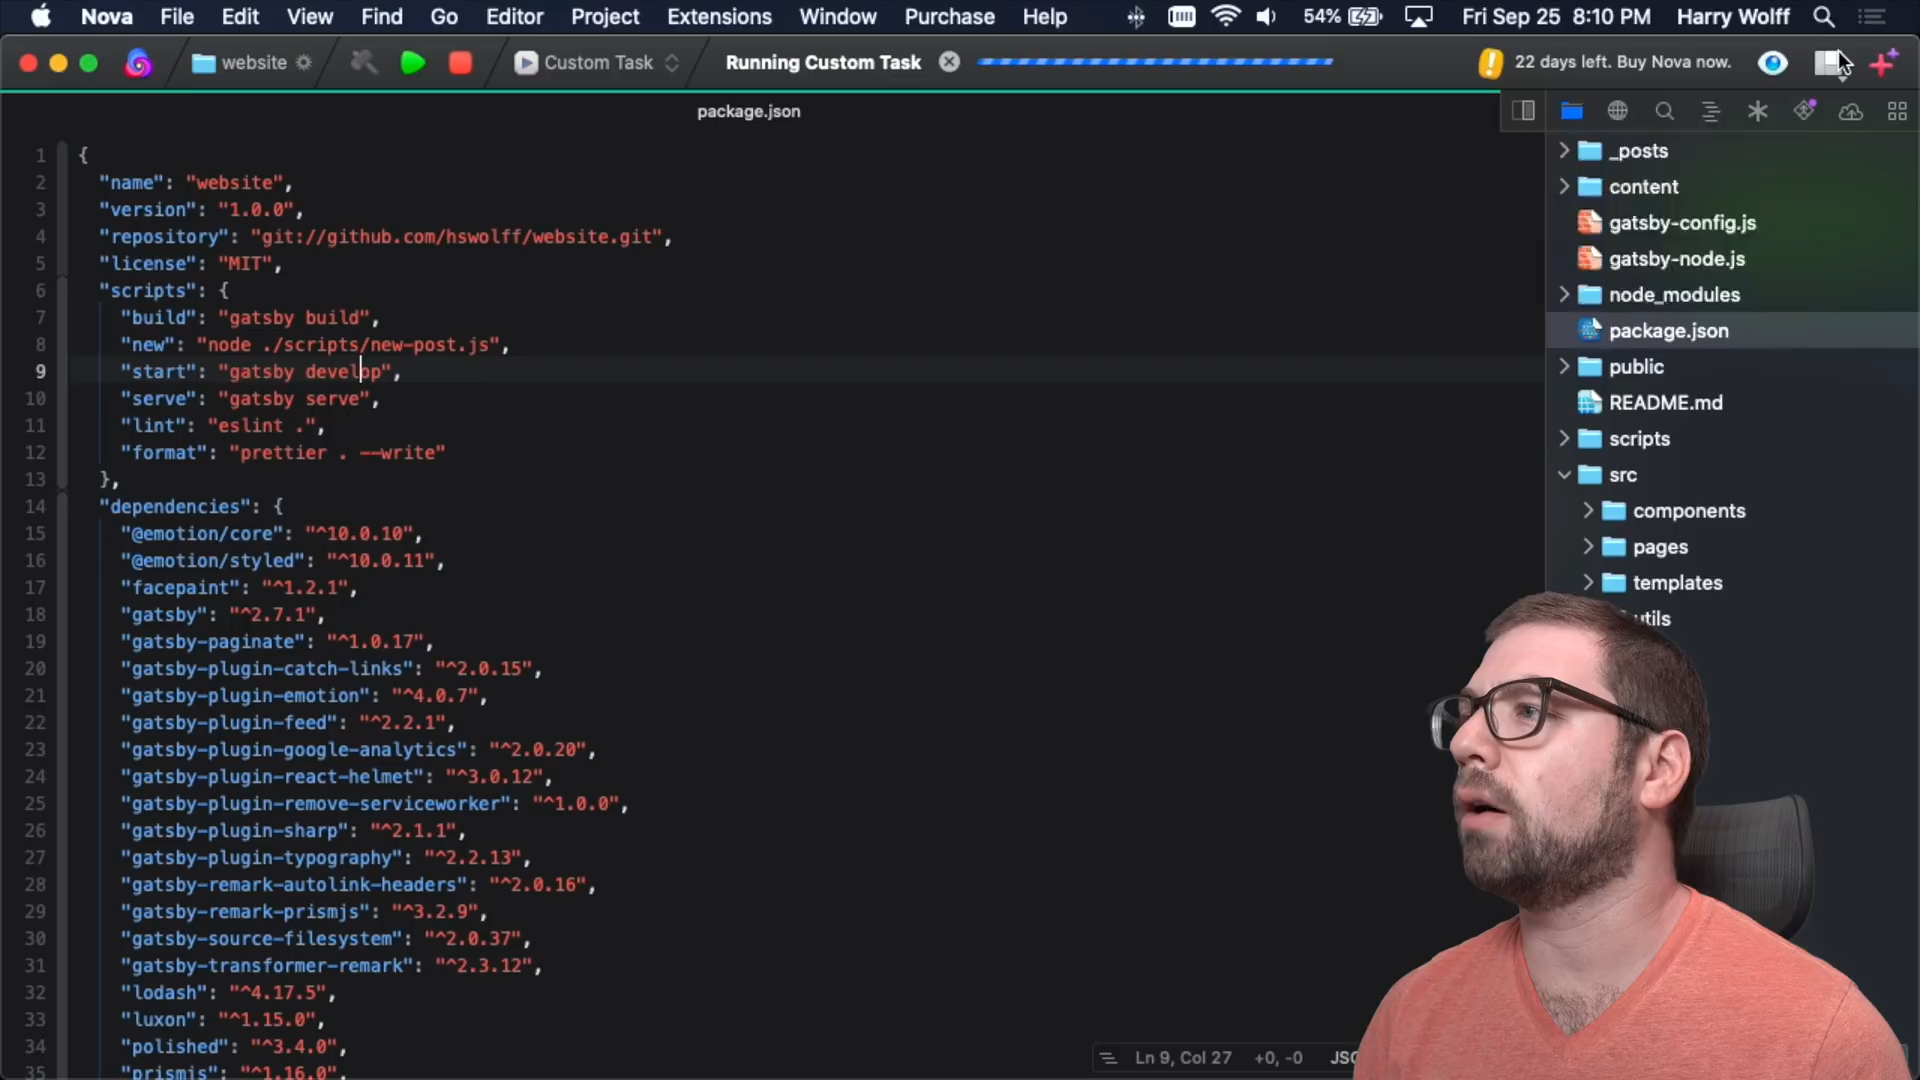 Nova File Edit View Find Go Editor Project Extensions Window Purchase Help 54% Fri Sep 25 8:10 PM Harry Wolff
website Custom Task Running Custom Task 22 days left. Buy Nova now.
package.json
1 {
2 "name": "website",
3 "version": "1.0.0",
4 "repository": "git://github.com/hswolff/website.git",
5 "license": "MIT",
6 "scripts": {
7 "build": "gatsby build",
8 "new": "node ./scripts/new-post.js",
9 "start": "gatsby develop",
10 "serve": "gatsby serve",
11 "lint": "eslint .",
12 "format": "prettier . --write"
13 },
14 "dependencies": {
15 "@emotion/core": "^10.0.10",
16 "@emotion/styled": "^10.0.11",
17 "facepaint": "^1.2.1",
18 "gatsby": "^2.7.1",
19 "gatsby-paginate": "^1.0.17",
20 "gatsby-plugin-catch-links": "^2.0.15",
21 "gatsby-plugin-emotion": "^4.0.7",
22 "gatsby-plugin-feed": "^2.2.1",
23 "gatsby-plugin-google-analytics": "^2.0.20",
24 "gatsby-plugin-react-helmet": "^3.0.12",
25 "gatsby-plugin-remove-serviceworker": "^1.0.0",
26 "gatsby-plugin-sharp": "^2.1.1",
27 "gatsby-plugin-typography": "^2.2.13",
28 "gatsby-remark-autolink-headers": "^2.0.16",
29 "gatsby-remark-prismjs": "^3.2.9",
30 "gatsby-source-filesystem": "^2.0.37",
31 "gatsby-transformer-remark": "^2.3.12",
32 "lodash": "^4.17.5",
33 "luxon": "^1.15.0",
34 "polished": "^3.4.0",
35 "prismjs": "^1.16.0",
_posts
content
gatsby-config.js
gatsby-node.js
node_modules
package.json
public
README.md
scripts
src
components
pages
templates
utils
Ln 9, Col 27 +0, -0